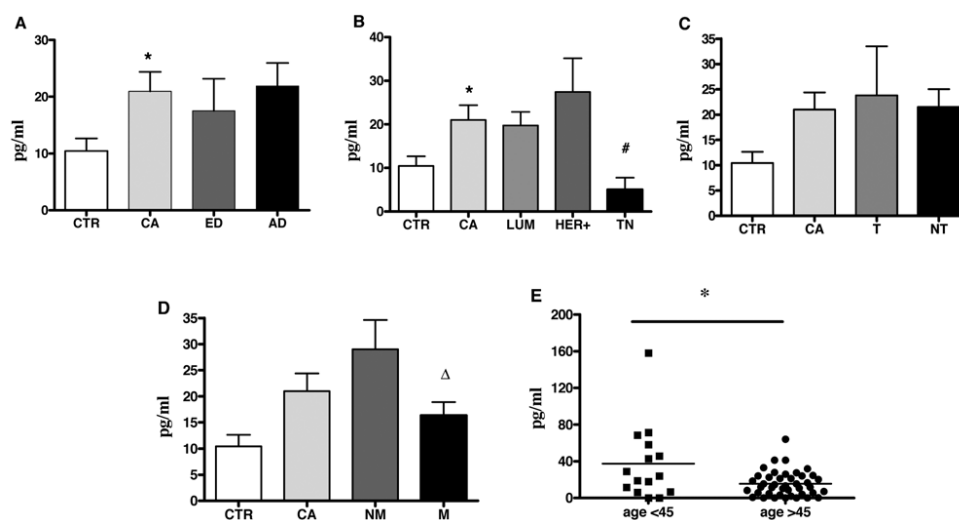 A
pg/ml
30
20
10
0
*
CTR CA ED AD
B
pg/ml
40
30
20
10
0
*
#
CTR CA LUM HER+ TN
C
pg/ml
35
30
25
20
15
10
5
0
CTR CA T NT
D
pg/ml
35
30
25
20
15
10
5
0
Δ
CTR CA NM M
E
pg/ml
200
160
120
80
40
0
*
age <45 age >45